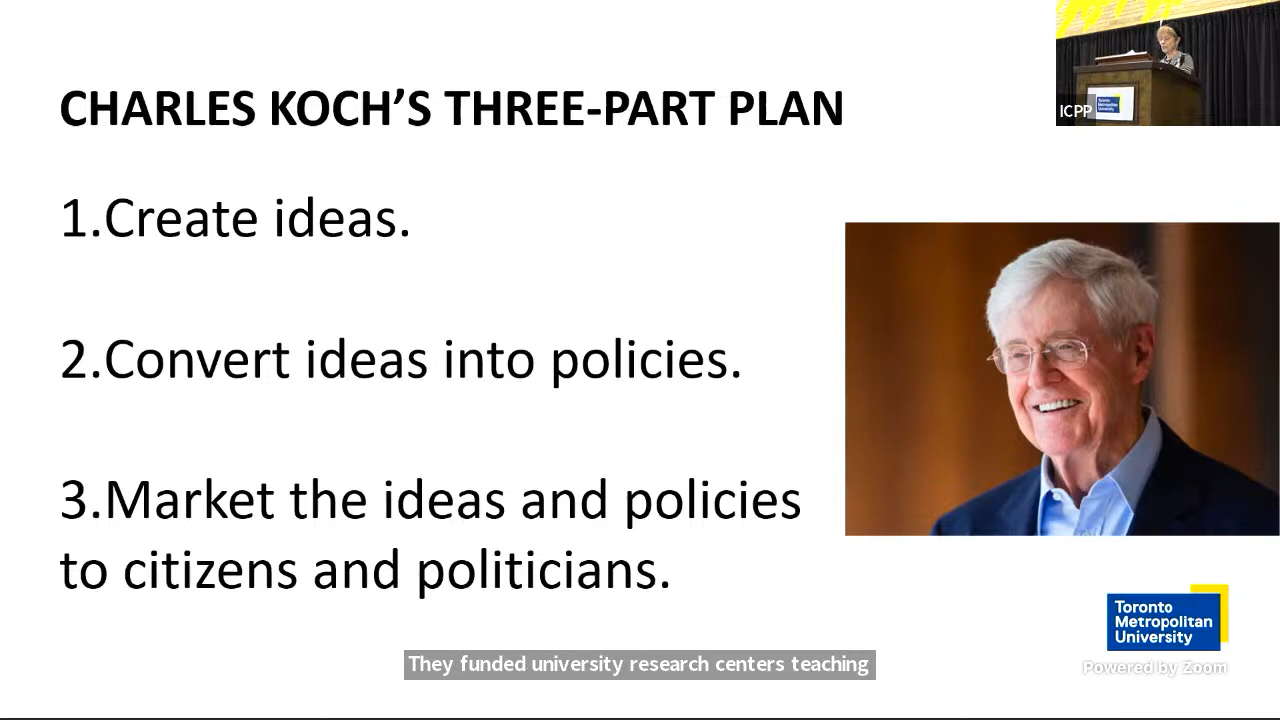 CHARLES KOCH’S THREE-PART PLAN
ICPP
1.Create ideas.
2.Convert ideas into policies.
3.Market the ideas and policies
to citizens and politicians.
Toronto
Metropolitan
University
They funded university research centers teaching
Powered by Zoom